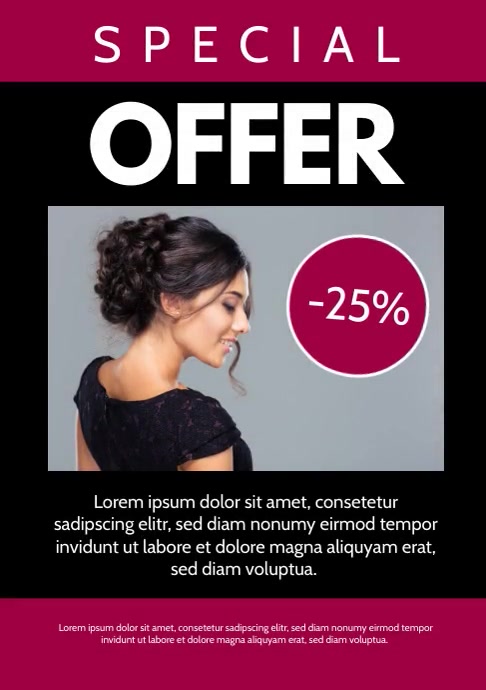 SPECIAL
OFFER
-25%
Lorem ipsum dolor sit amet, consetetur
sadipscing elitr, sed diam nonumy eirmod tempor
invidunt ut labore et dolore magna aliquyam erat,
sed diam voluptua.
Lorem ipsum dolor sit amet, consetetur sadipscing elitr, sed diam nonumy eirmod tempor
invidunt ut labore et dolore magna aliquyam erat, sed diam voluptua.